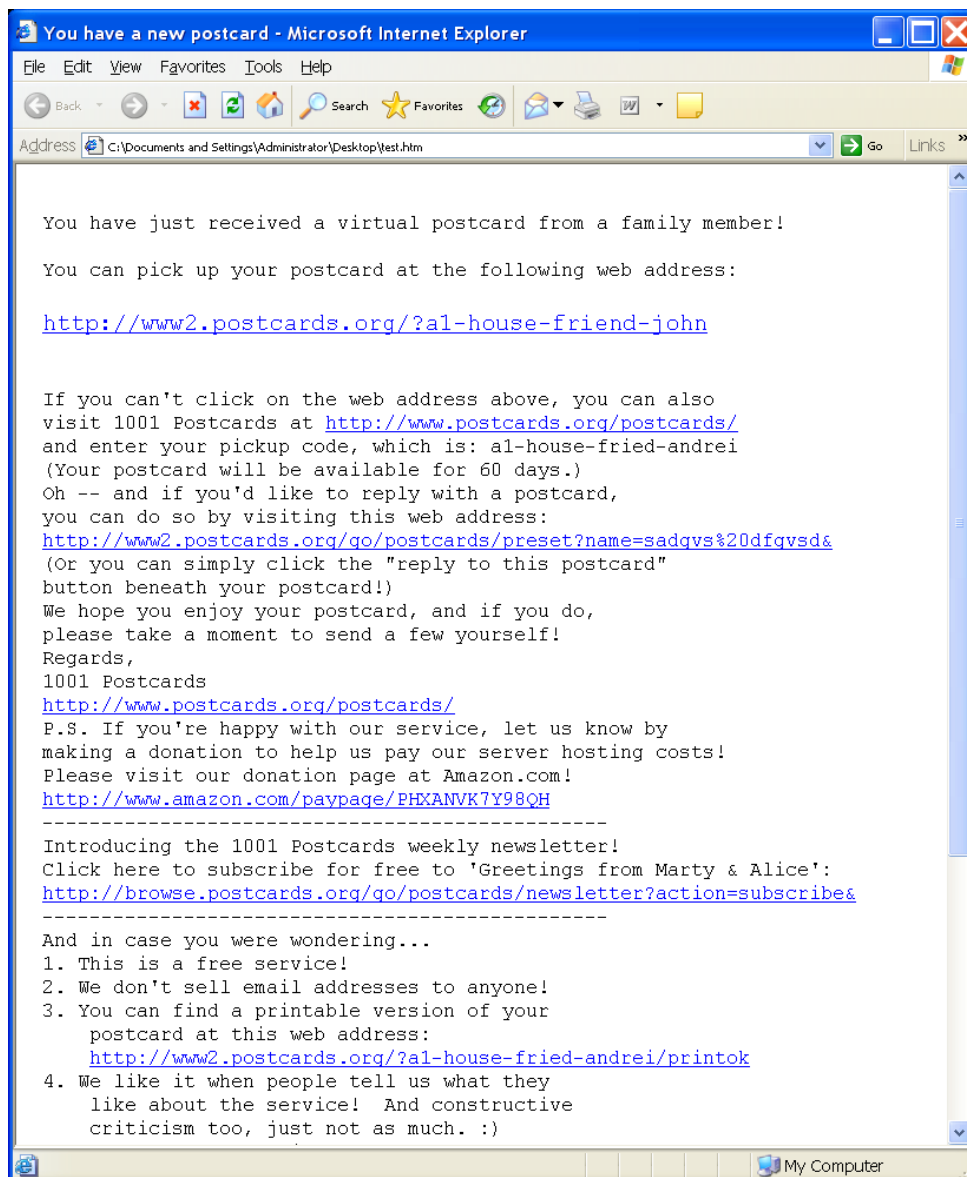 You have a new postcard - Microsoft Internet Explorer
File Edit View Favorites Tools Help
Back Search Favorites
Address C:\Documents and Settings\Administrator\Desktop\test.htm Go Links »
You have just received a virtual postcard from a family member!
You can pick up your postcard at the following web address:
http://www2.postcards.org/?a1-house-friend-john
If you can't click on the web address above, you can also
visit 1001 Postcards at http://www.postcards.org/postcards/
and enter your pickup code, which is: a1-house-fried-andrei
(Your postcard will be available for 60 days.)
Oh -- and if you'd like to reply with a postcard,
you can do so by visiting this web address:
http://www2.postcards.org/go/postcards/preset?name=sadgvs%20dfgvsd&
(Or you can simply click the "reply to this postcard"
button beneath your postcard!)
We hope you enjoy your postcard, and if you do,
please take a moment to send a few yourself!
Regards,
1001 Postcards
http://www.postcards.org/postcards/
P.S. If you're happy with our service, let us know by
making a donation to help us pay our server hosting costs!
Please visit our donation page at Amazon.com!
http://www.amazon.com/paypage/PHXANVK7Y98QH
------------------------------------------------
Introducing the 1001 Postcards weekly newsletter!
Click here to subscribe for free to 'Greetings from Marty & Alice':
http://browse.postcards.org/go/postcards/newsletter?action=subscribe&
------------------------------------------------
And in case you were wondering...
1. This is a free service!
2. We don't sell email addresses to anyone!
3. You can find a printable version of your
postcard at this web address:
http://www2.postcards.org/?a1-house-fried-andrei/printok
4. We like it when people tell us what they
like about the service! And constructive
criticism too, just not as much. :)
My Computer